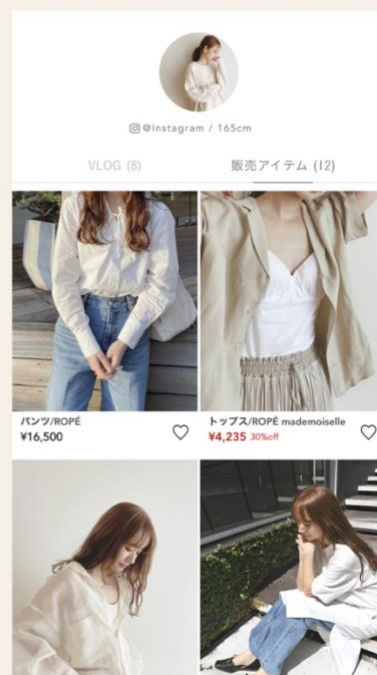 @Instagram / 165cm
VLOG (8)
販売アイテム (12)
パンツ/ROPÉ
¥16,500
トップス/ROPÉ mademoiselle
¥4,235 30%off